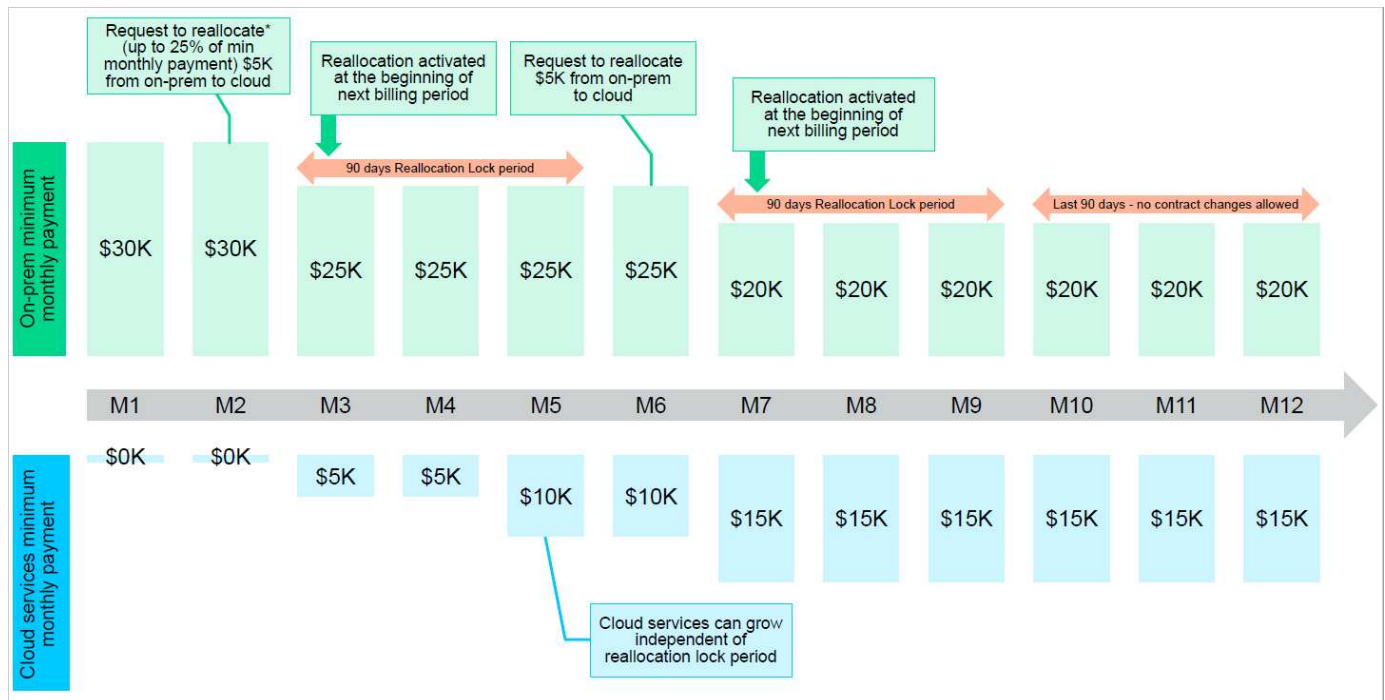 Request to reallocate*
(up to 25% of min
monthly payment) $5K
from on-prem to cloud
Reallocation activated
at the beginning of
next billing period
Request to reallocate
$5K from on-prem
to cloud
Reallocation activated
at the beginning of
next billing period
On-prem minimum
monthly payment
90 days Reallocation Lock period
90 days Reallocation Lock period
Last 90 days - no contract changes allowed
$30K
$30K
$25K
$25K
$25K
$25K
$20K
$20K
$20K
$20K
$20K
$20K
M1
M2
M3
M4
M5
M6
M7
M8
M9
M10
M11
M12
Cloud services minimum
monthly payment
$0K
$0K
$5K
$5K
$10K
$10K
$15K
$15K
$15K
$15K
$15K
$15K
Cloud services can grow
independent of
reallocation lock period